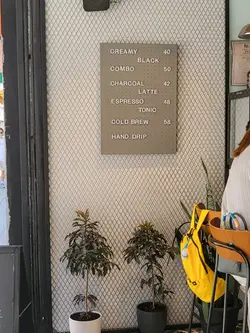 CREAMY 40
BLACK
COMBO 50
CHARCOAL 42
LATTE
ESPRESSO 48
TONIC
COLD BREW 58
HAND DRIP